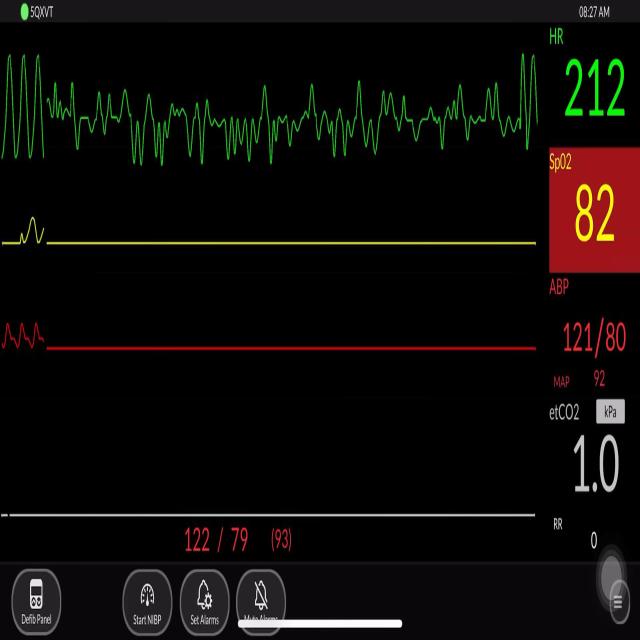 5QXVT
08:27 AM
HR
212
SpO2
82
ABP
121/80
MAP 92
etCO2 kPa
1.0
RR
0
122 / 79 (93)
Defib Panel
Start NIBP
Set Alarms
Mute Alarms